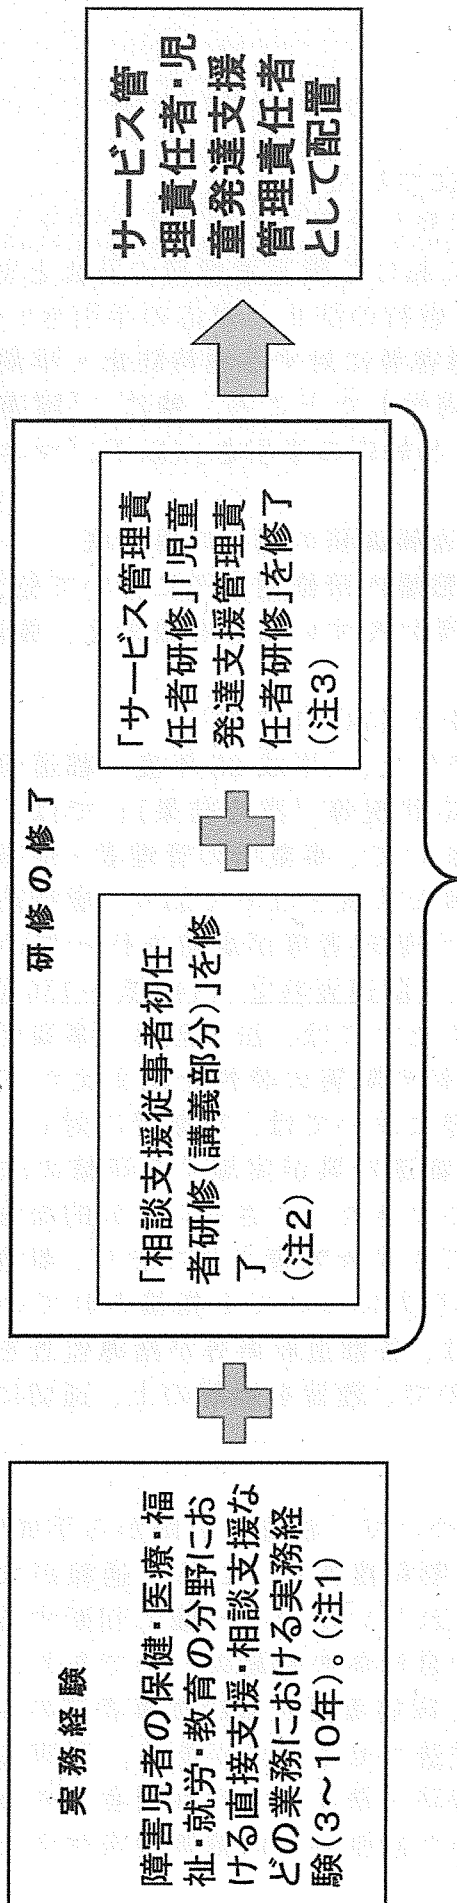 実務経験
障害児者の保健・医療・福
祉・就労・教育の分野にお
ける直接支援・相談支援な
どの業務における実務経
験(3～10年)。(注1)
研修の修了
「相談支援従事者初任
者研修(講義部分)」を修
了
(注2)
「サービス管理責
任者研修」「児童
発達支援管理責
任者研修」を修了
(注3)
サービス管
理責任者・児
童発達支援
管理責任者
として配置